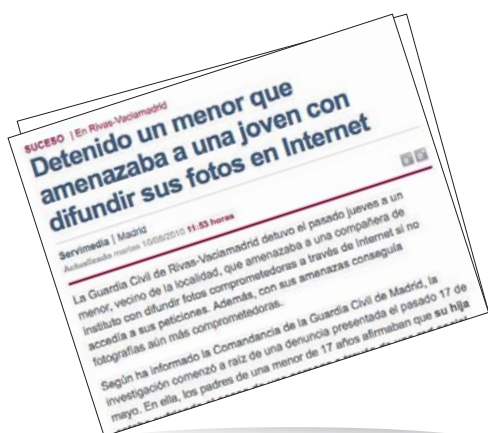 SUCESO | En Rivas-Vaciamadrid
Detenido un menor que
amenazaba a una joven con
difundir sus fotos en Internet
Servimedia | Madrid
Actualizado martes 10/08/2010 11:53 horas
La Guardia Civil de Rivas-Vaciamadrid detuvo el pasado jueves a un
menor, vecino de la localidad, que amenazaba a una compañera de
instituto con difundir fotos comprometedoras a través de Internet si no
accedía a sus peticiones. Además, con sus amenazas conseguía
fotografías aún más comprometedoras.
Según ha informado la Comandancia de la Guardia Civil de Madrid, la
investigación comenzó a raíz de una denuncia presentada el pasado 17 de
mayo. En ella, los padres de una menor de 17 años afirmaban que su hija